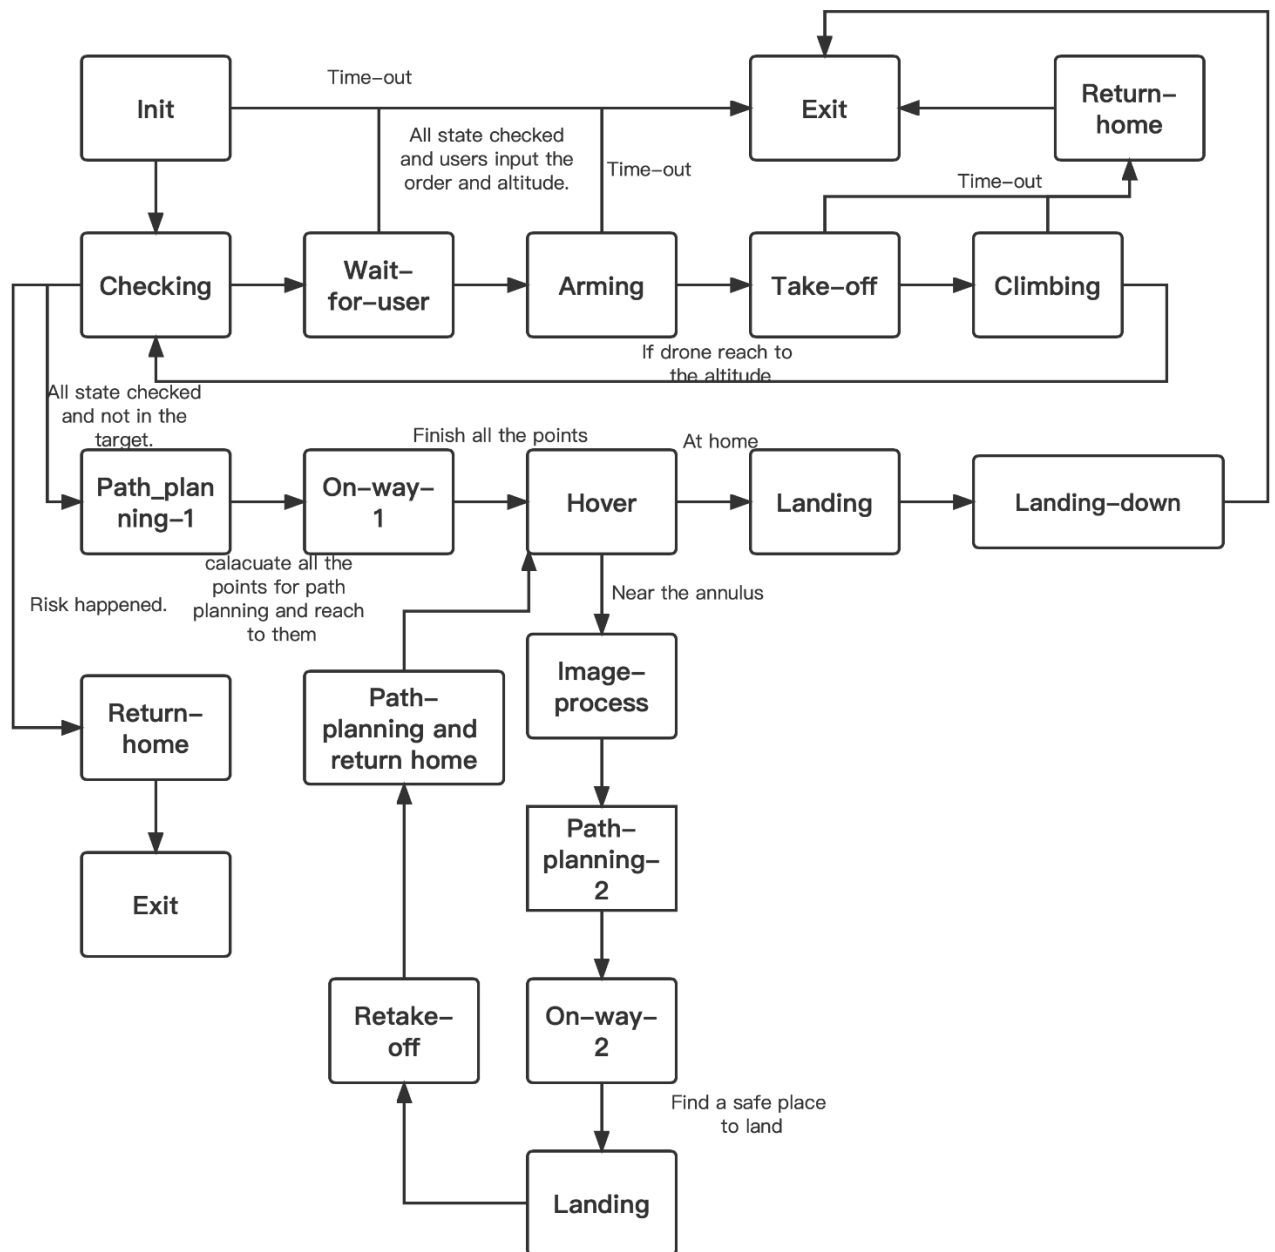 Time-out
Init
Exit
Return-
home
All state checked
and users input the
order and altitude.
Time-out
Time-out
Checking
Wait-
for-user
Arming
Take-off
Climbing
If drone reach to
the altitude
All state checked
and not in the
target.
Finish all the points
At home
Path_plan
ning-1
On-way-
1
Hover
Landing
Landing-down
calacuate all the
points for path
planning and reach
to them
Risk happened.
Near the annulus
Image-
process
Return-
home
Path-
planning and
return home
Path-
planning-
2
Exit
Retake-
off
On-way-
2
Find a safe place
to land
Landing